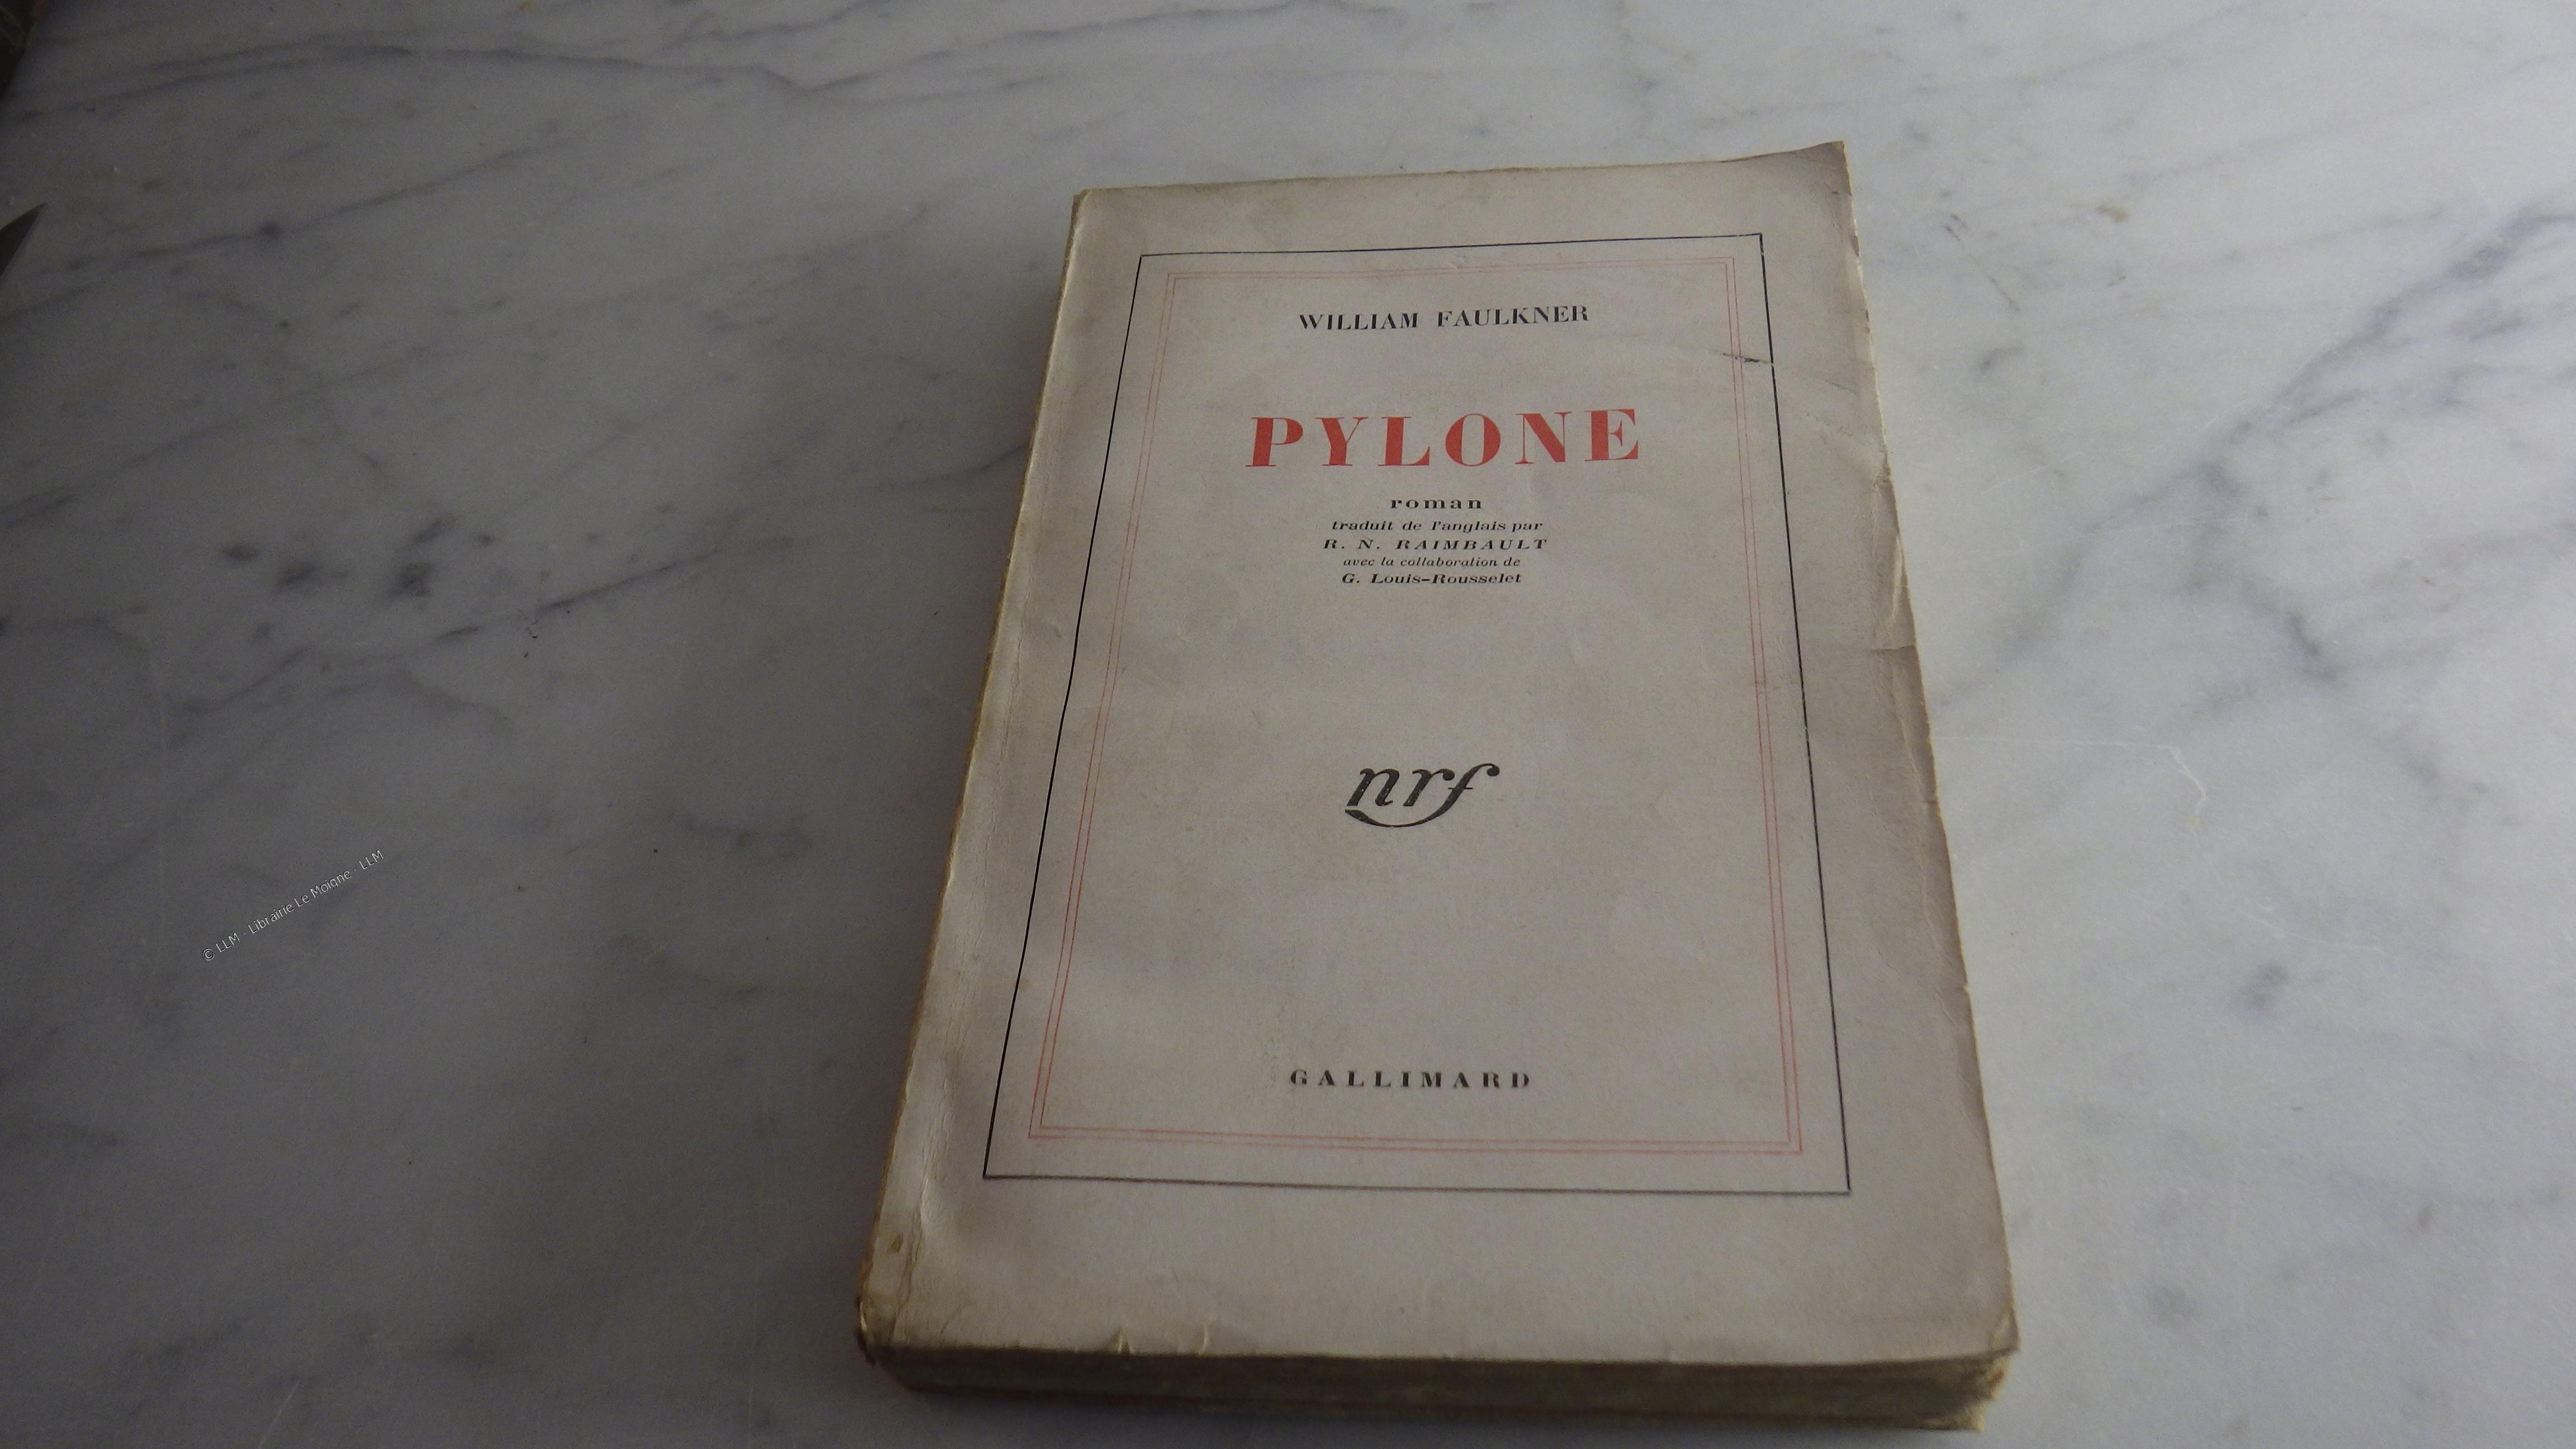 WILLIAM FAULKNER
PYLONE
roman
traduit de l'anglais par
R. N. RAIMBAULT
avec la collaboration de
G. Louis-Rousselet
nrf
GALLIMARD
© LLM - Librairie Le Moigne - LLM